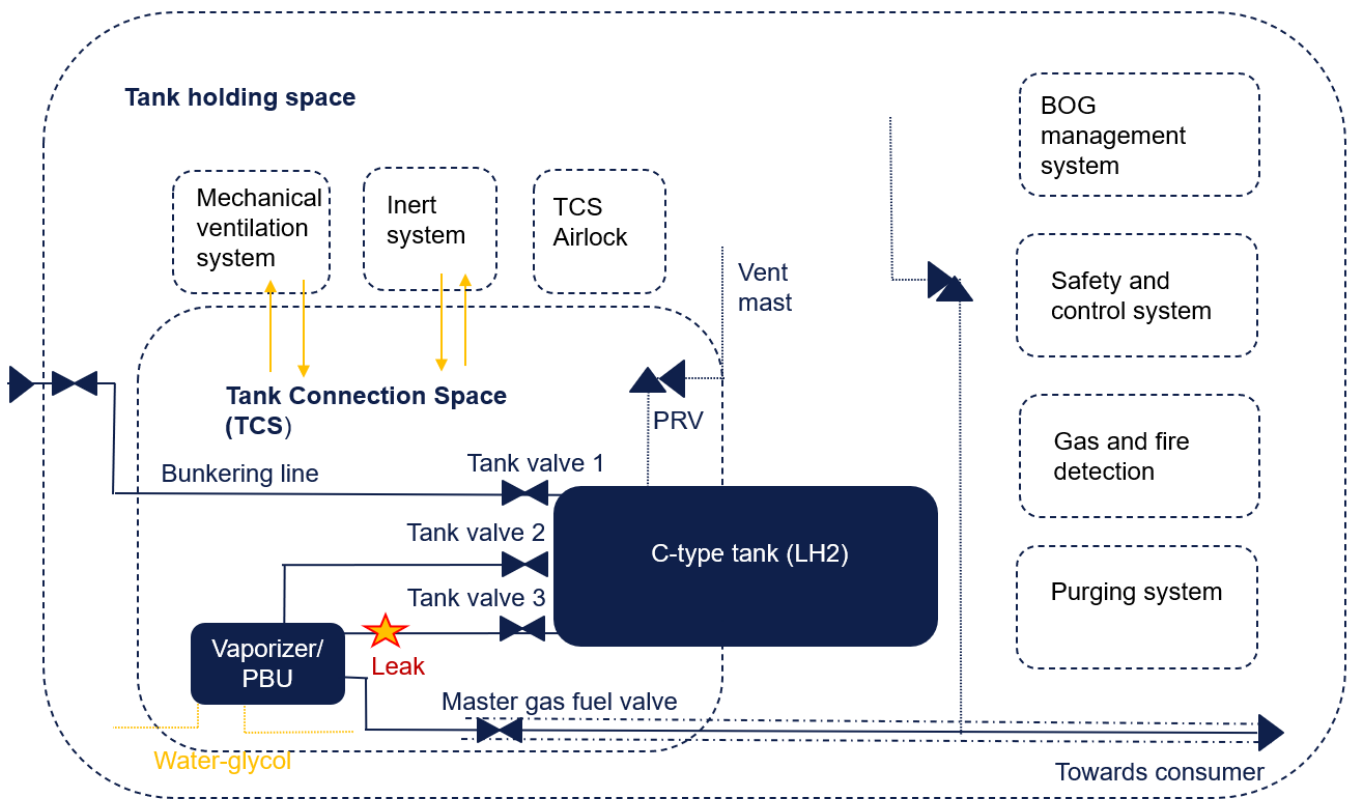 Tank holding space
BOG
management
system
Mechanical
ventilation
system
Inert
system
TCS
Airlock
Vent
mast
Safety and
control system
Tank Connection Space
(TCS)
PRV
Gas and fire
detection
Tank valve 1
Bunkering line
Tank valve 2
C-type tank (LH2)
Tank valve 3
Purging system
Vaporizer/
PBU
Leak
Master gas fuel valve
Water-glycol
Towards consumer